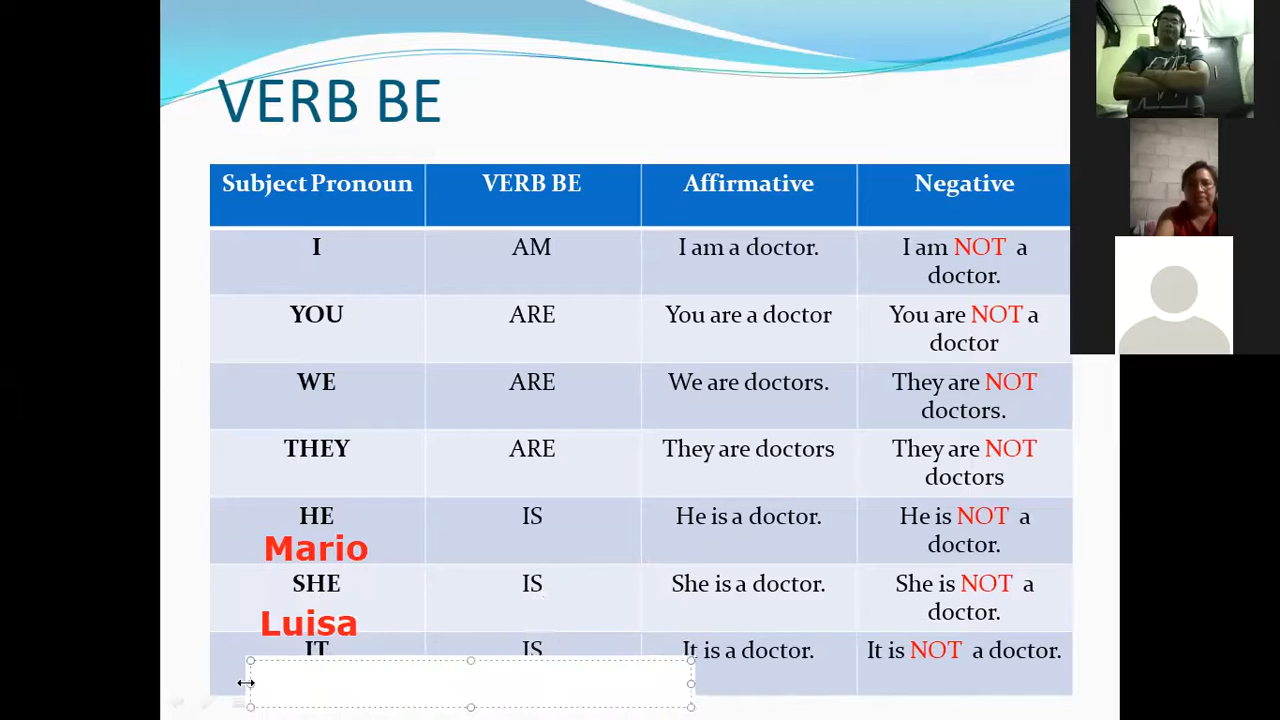 VERB BE
Subject Pronoun VERB BE Affirmative Negative
I AM I am a doctor. I am NOT a
doctor.
YOU ARE You are a doctor You are NOT a
doctor
WE ARE We are doctors. They are NOT
doctors.
THEY ARE They are doctors They are NOT
doctors
HE IS He is a doctor. He is NOT a
doctor.
Mario
SHE IS She is a doctor. She is NOT a
doctor.
Luisa
IT IS It is a doctor. It is NOT a doctor.